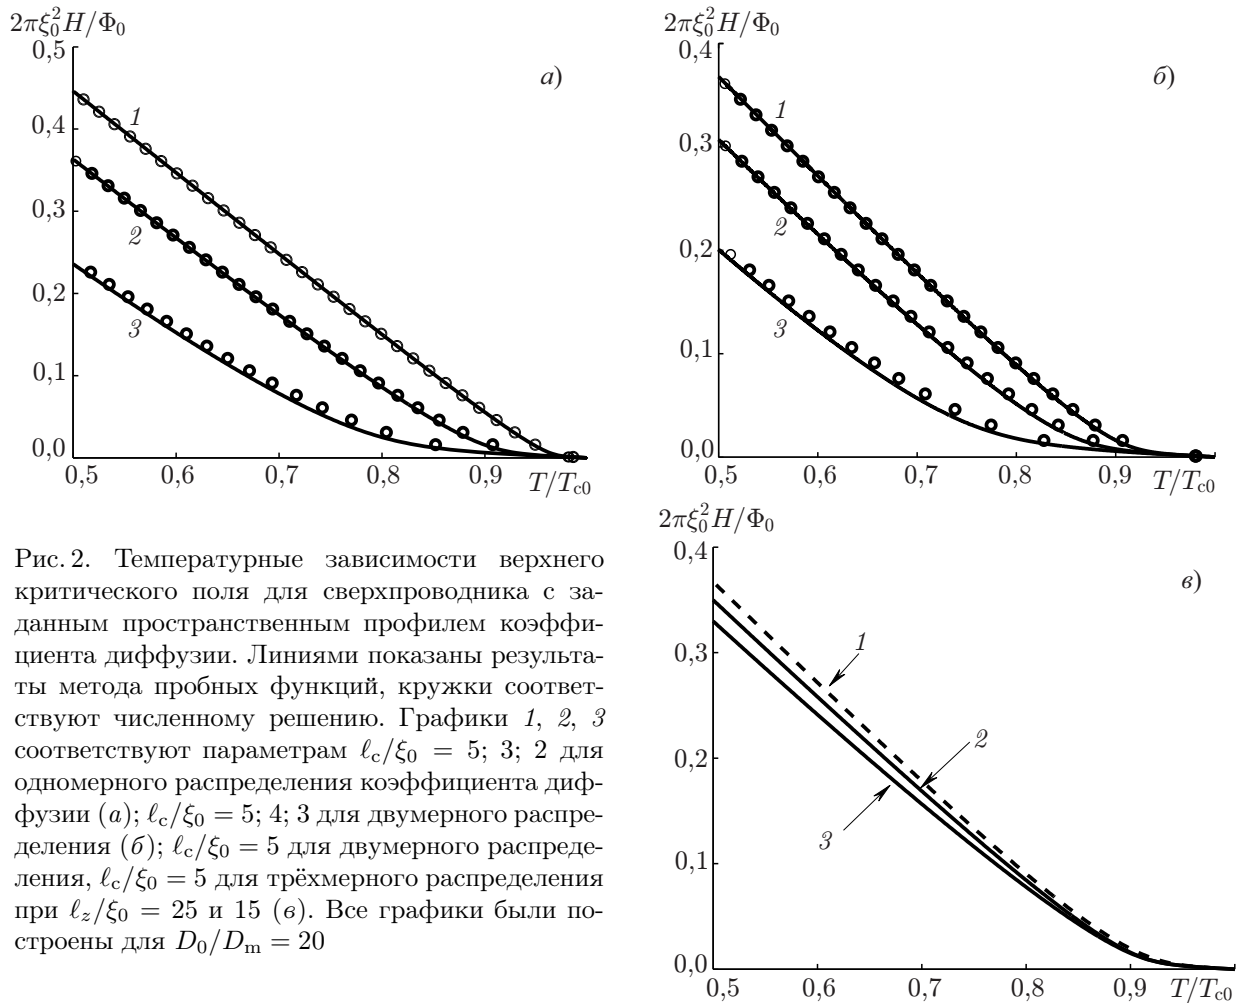 2πξ₀²H/Φ₀
0,5
0,4
0,3
0,2
0,1
0,0
0,5 0,6 0,7 0,8 0,9 T/Tc0
а)
1
2
3
2πξ₀²H/Φ₀
0,4
0,3
0,2
0,1
0,0
0,5 0,6 0,7 0,8 0,9 T/Tc0
б)
1
2
3
Рис. 2. Температурные зависимости верхнего
критического поля для сверхпроводника с за-
данным пространственным профилем коэффи-
циента диффузии. Линиями показаны результа-
ты метода пробных функций, кружки соответ-
ствуют численному решению. Графики 1, 2, 3
соответствуют параметрам ℓc/ξ0 = 5; 3; 2 для
одномерного распределения коэффициента диф-
фузии (а); ℓc/ξ0 = 5; 4; 3 для двумерного распре-
деления (б); ℓc/ξ0 = 5 для двумерного распреде-
ления, ℓc/ξ0 = 5 для трёхмерного распределения
при ℓz/ξ0 = 25 и 15 (в). Все графики были по-
строены для D0/Dm = 20
2πξ₀²H/Φ₀
0,4
0,3
0,2
0,1
0,0
0,5 0,6 0,7 0,8 0,9 T/Tc0
в)
1
2
3